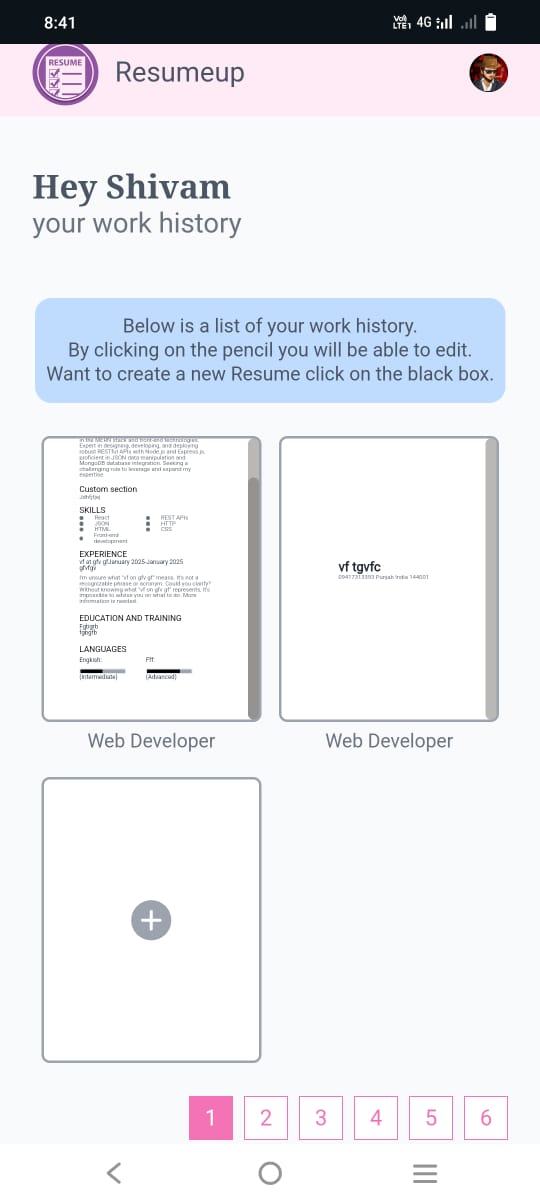 8:41
Vo)) LTE1 4G
RESUME
Resumeup
Hey Shivam
your work history
Below is a list of your work history.
By clicking on the pencil you will be able to edit.
Want to create a new Resume click on the black box.
in the MERN stack and front-end technologies.
Expert in designing, developing, and deploying
robust RESTful APIs with Node.js and Express.js,
proficient in JSON data manipulation and
MongoDB database integration. Seeking a
challenging role to leverage and expand my
expertise.
Custom section
SKILLS
React
REST APIs
JSON
HTTP
HTML
CSS
Front-end
development
EXPERIENCE
vf at gfv gfJanuary 2025-January 2025
gfvfgv
I'm unsure what "vf on gfv gf" means. It's not a
recognizable phrase or acronym. Could you clarify?
Without knowing what "vf on gfv gf" represents, it's
impossible to advise you on what to do. More
information is needed.
EDUCATION AND TRAINING
Fgtigrb
fgbgfb
LANGUAGES
English:
Fff:
(Intermediate)
(Advanced)
Web Developer
vf tgvfc
09417313393 Punjab India 144001
Web Developer
1 2 3 4 5 6